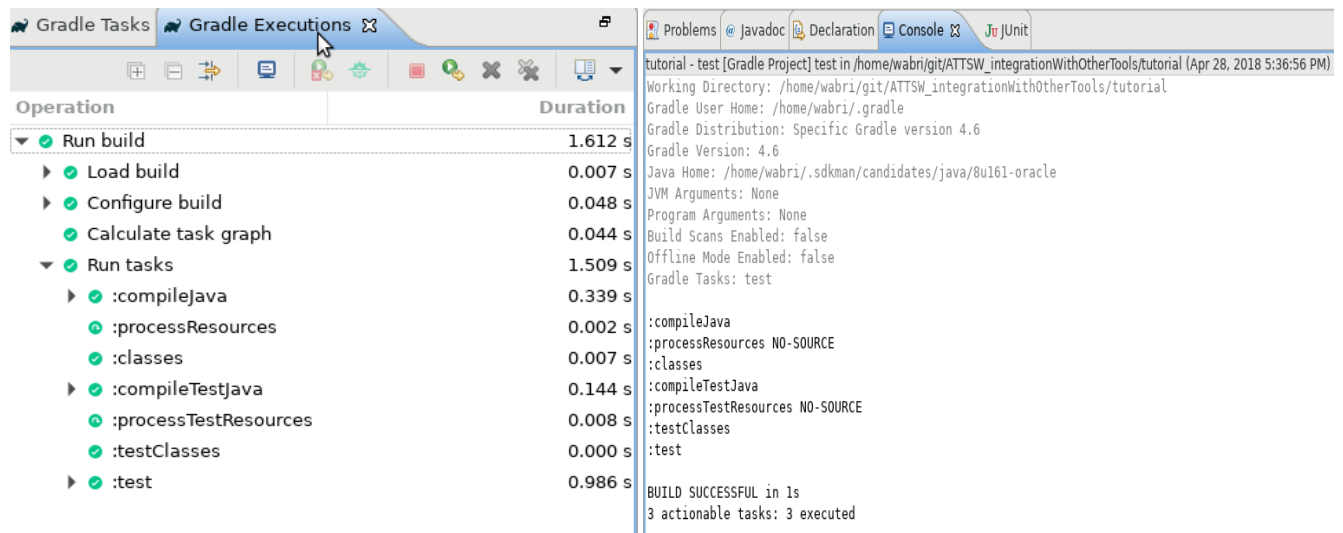 Gradle Tasks Gradle Executions
Operation Duration
Run build 1.612 s
Load build 0.007 s
Configure build 0.048 s
Calculate task graph 0.044 s
Run tasks 1.509 s
:compileJava 0.339 s
:processResources 0.002 s
:classes 0.007 s
:compileTestJava 0.144 s
:processTestResources 0.008 s
:testClasses 0.000 s
:test 0.986 s
Problems @ Javadoc Declaration Console Ju JUnit
tutorial - test [Gradle Project] test in /home/wabri/git/ATTSW_integrationWithOtherTools/tutorial (Apr 28, 2018 5:36:56 PM)
Working Directory: /home/wabri/git/ATTSW_integrationWithOtherTools/tutorial
Gradle User Home: /home/wabri/.gradle
Gradle Distribution: Specific Gradle version 4.6
Gradle Version: 4.6
Java Home: /home/wabri/.sdkman/candidates/java/8u161-oracle
JVM Arguments: None
Program Arguments: None
Build Scans Enabled: false
Offline Mode Enabled: false
Gradle Tasks: test
:compileJava
:processResources NO-SOURCE
:classes
:compileTestJava
:processTestResources NO-SOURCE
:testClasses
:test
BUILD SUCCESSFUL in 1s
3 actionable tasks: 3 executed